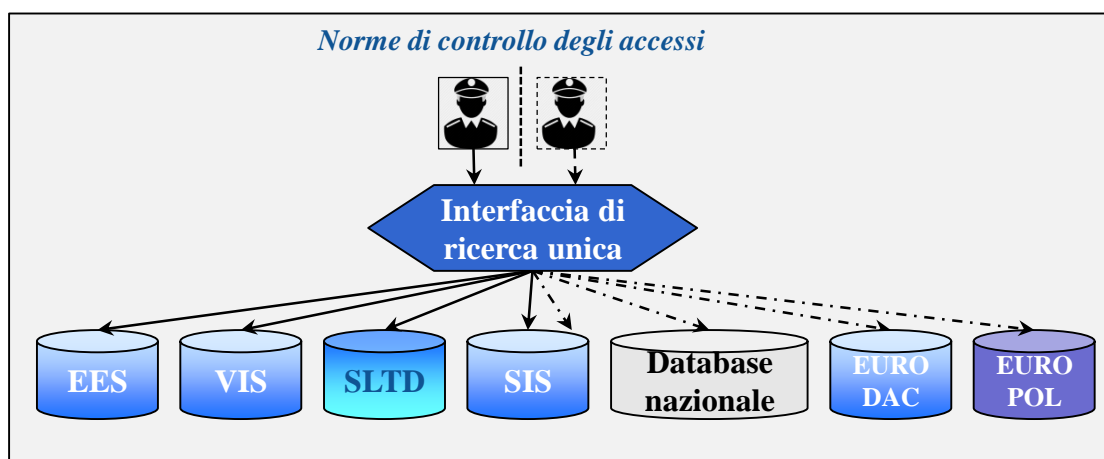 Norme di controllo degli accessi
Interfaccia di
ricerca unica
EES
VIS
SLTD
SIS
Database
nazionale
EURO
DAC
EURO
POL